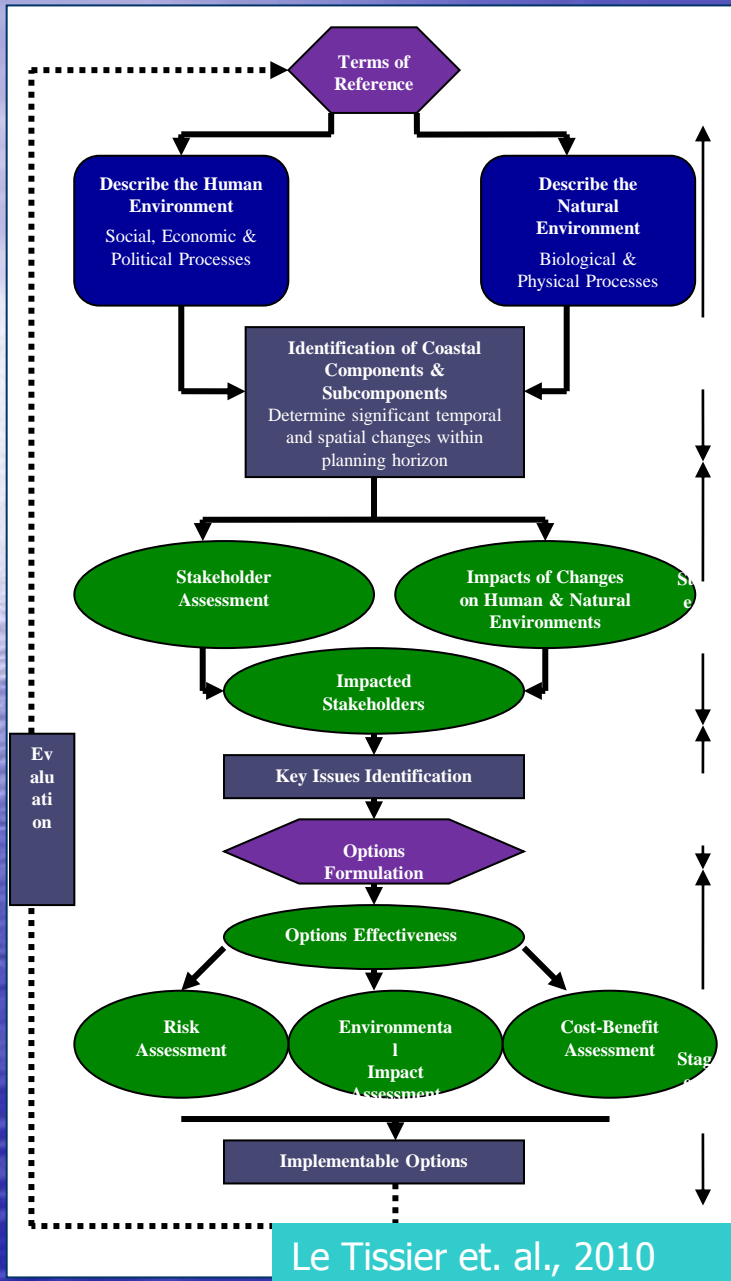 Terms of
Reference
Describe the Human
Environment
Social, Economic &
Political Processes
Describe the
Natural
Environment
Biological &
Physical Processes
Identification of Coastal
Components &
Subcomponents
Determine significant temporal
and spatial changes within
planning horizon
Stakeholder
Assessment
Impacts of Changes
on Human & Natural
Environments
Impacted
Stakeholders
Ev
alu
ati
on
Key Issues Identification
Options
Formulation
Options Effectiveness
Risk
Assessment
Environmenta
l
Impact
Assessment
Cost-Benefit
Assessment
Stag
Implementable Options
Le Tissier et. al., 2010